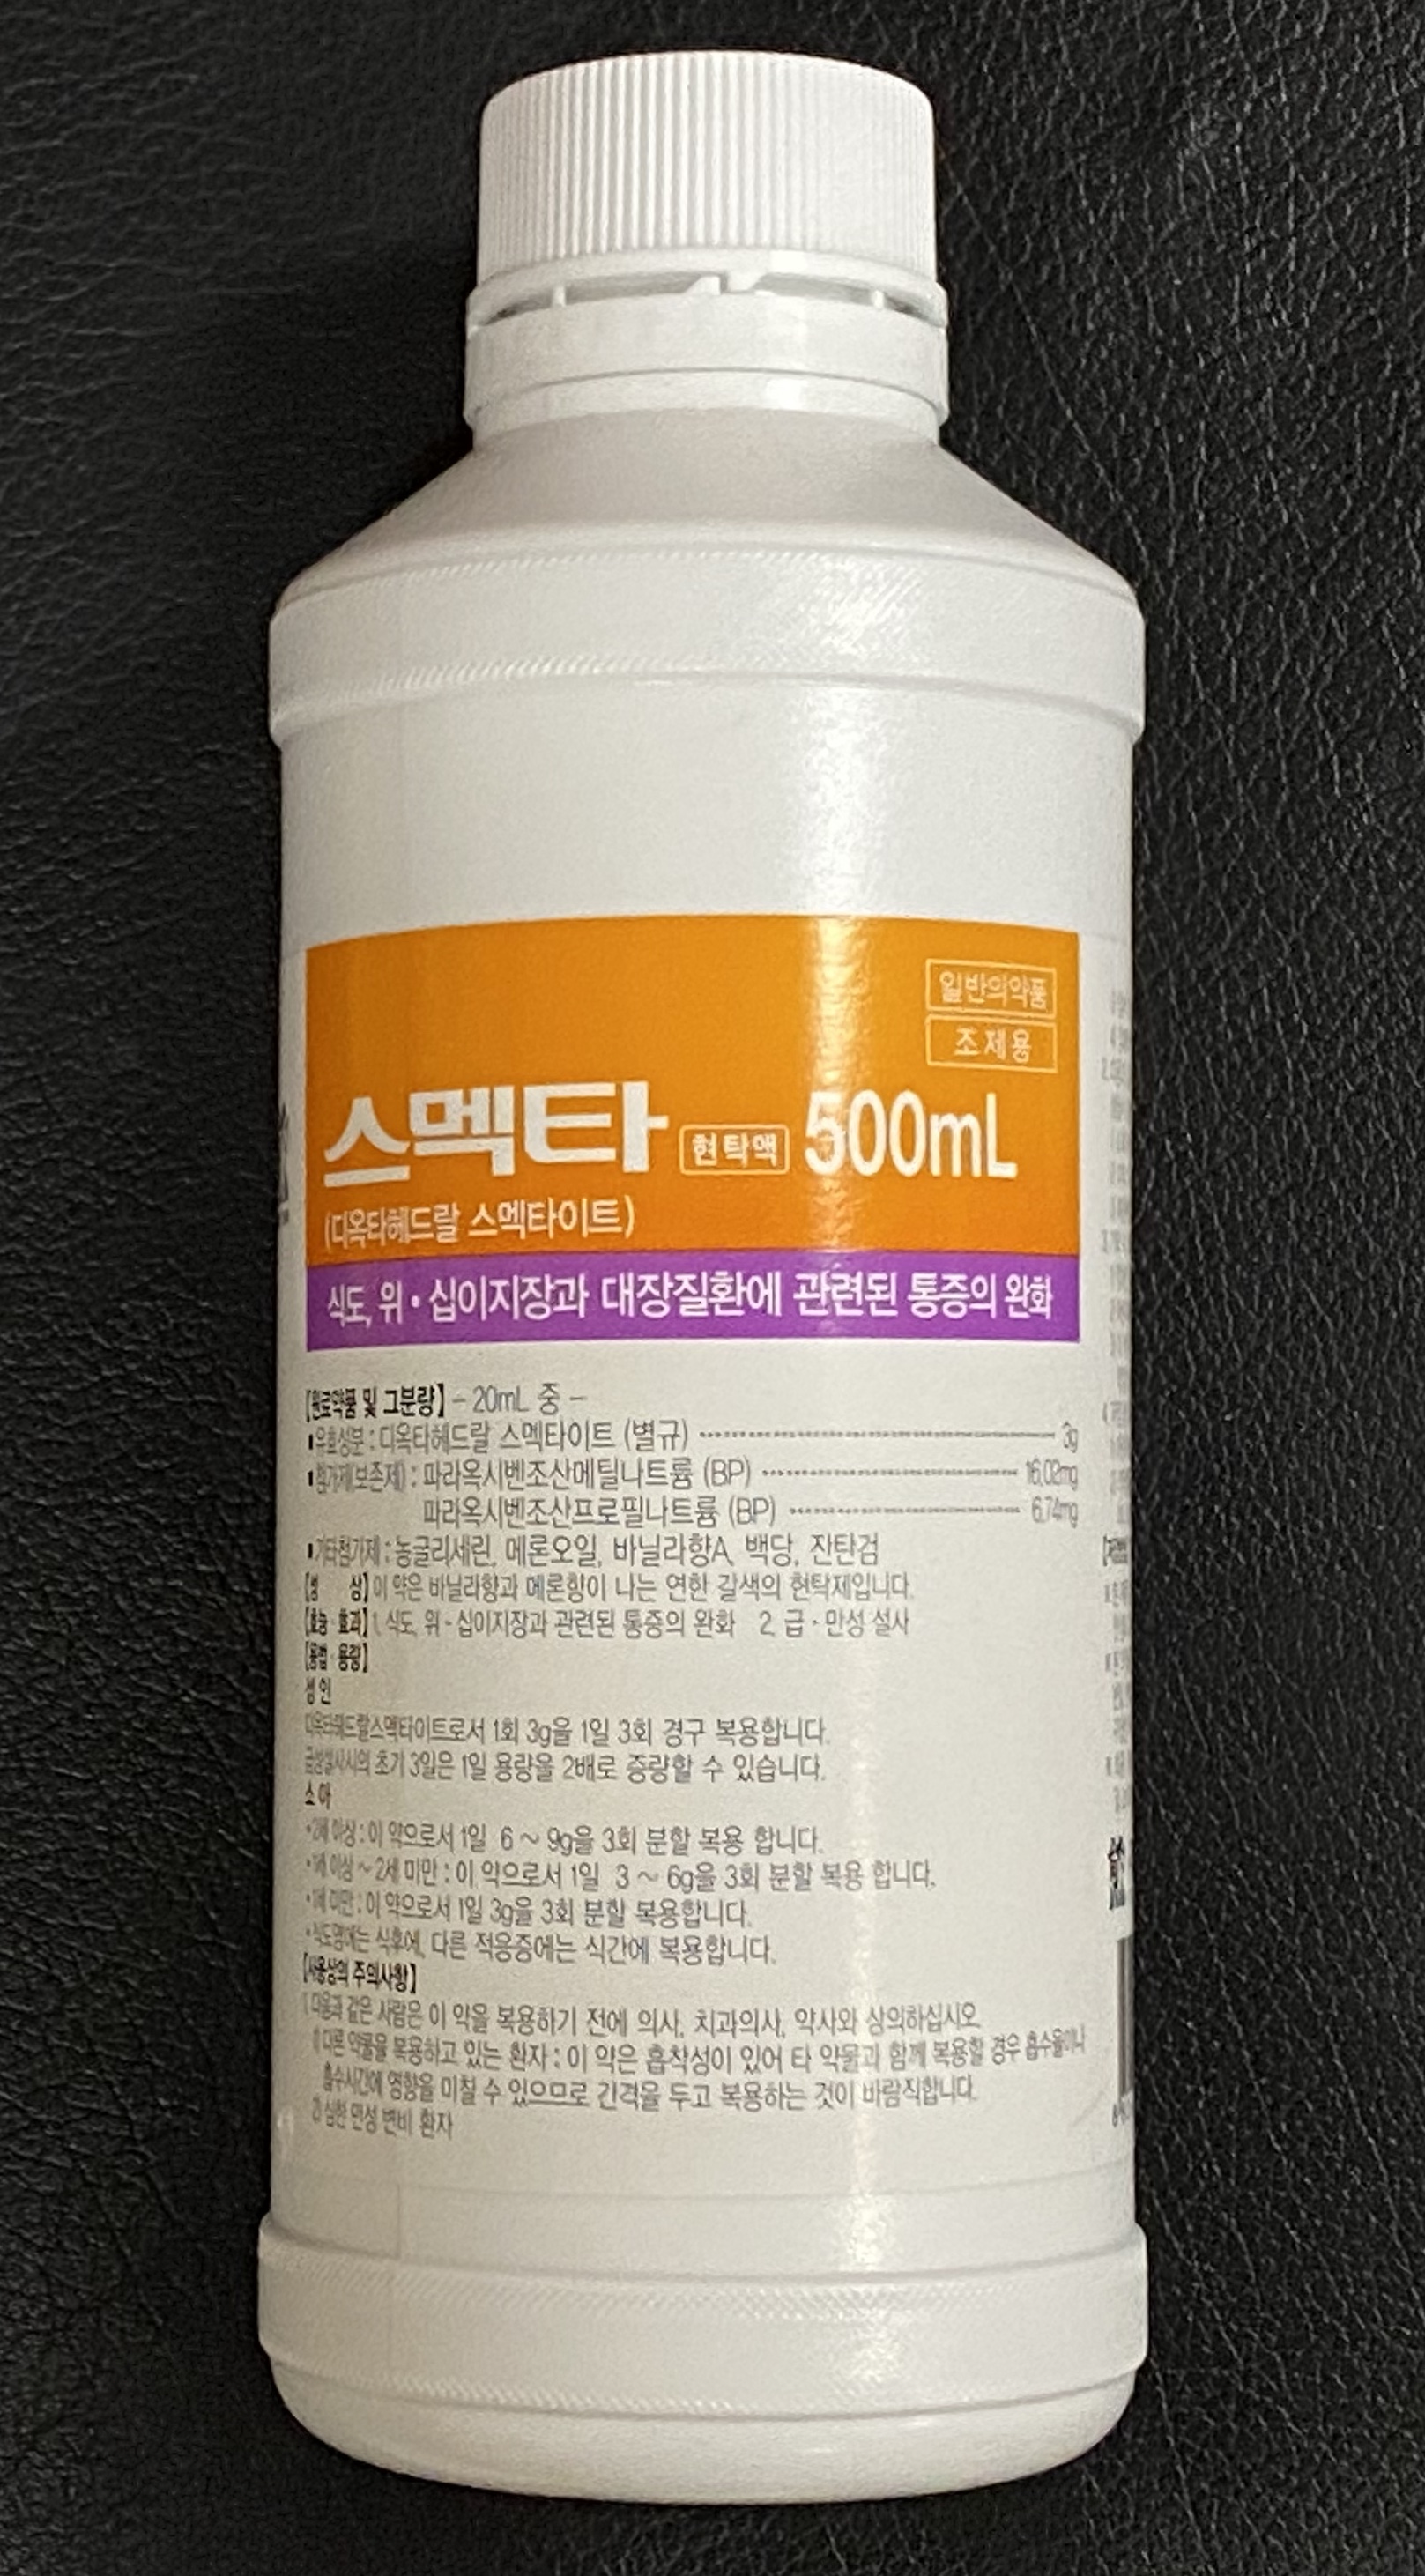 일반의약품
조제용
스멕타 현탁액 500mL
(디옥타헤드랄 스멕타이트)
식도, 위·십이지장과 대장질환에 관련된 통증의 완화
[원료약품 및 그분량] - 20mL 중 -
▪유효성분 : 디옥타헤드랄 스멕타이트 (별규) 3g
▪첨가제(보존제) : 파라옥시벤조산메틸나트륨 (BP) 16.02mg
파라옥시벤조산프로필나트륨 (BP) 6.74mg
▪기타첨가제 : 농글리세린, 메론오일, 바닐라향A, 백당, 잔탄검
[성 상] 이 약은 바닐라향과 메론향이 나는 연한 갈색의 현탁제입니다.
[효능·효과] 1. 식도, 위·십이지장과 관련된 통증의 완화 2. 급·만성 설사
[용법·용량]
성인
디옥타헤드랄스멕타이트로서 1회 3g을 1일 3회 경구 복용합니다.
급성설사시의 초기 3일은 1일 용량을 2배로 증량할 수 있습니다.
소아
•2세 이상 : 이 약으로서 1일 6 ~ 9g을 3회 분할 복용 합니다.
•1세 이상 ~ 2세 미만 : 이 약으로서 1일 3 ~ 6g을 3회 분할 복용 합니다.
•1세 미만 : 이 약으로서 1일 3g을 3회 분할 복용합니다.
•식도염에는 식후에, 다른 적응증에는 식간에 복용합니다.
[사용상의 주의사항]
1. 다음과 같은 사람은 이 약을 복용하기 전에 의사, 치과의사, 약사와 상의하십시오.
1) 다른 약물을 복용하고 있는 환자 : 이 약은 흡착성이 있어 타 약물과 함께 복용할 경우 흡수율이나
흡수시간에 영향을 미칠 수 있으므로 간격을 두고 복용하는 것이 바람직합니다.
2) 심한 만성 변비 환자